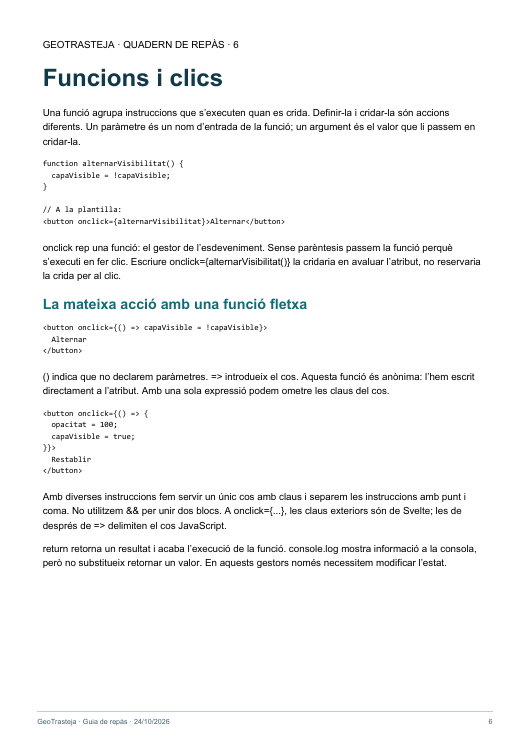 GEOTRASTEJA · QUADERN DE REPÀS · 6
Funcions i clics
Una funció agrupa instruccions que s'executen quan es crida. Definir-la i cridar-la són accions
diferents. Un paràmetre és un nom d'entrada de la funció; un argument és el valor que li passem en
cridar-la.
function alternarVisibilitat() {
  capaVisible = !capaVisible;
}
// A la plantilla:
<button onclick={alternarVisibilitat}>Alternar</button>
onclick rep una funció: el gestor de l'esdeveniment. Sense parèntesis passem la funció perquè
s'executi en fer clic. Escriure onclick={alternarVisibilitat()} la cridaria en avaluar l'atribut, no reservaria
la crida per al clic.
La mateixa acció amb una funció fletxa
<button onclick={() => capaVisible = !capaVisible}>
  Alternar
</button>
() indica que no declarem paràmetres. => introdueix el cos. Aquesta funció és anònima: l'hem escrit
directament a l'atribut. Amb una sola expressió podem ometre les claus del cos.
<button onclick={() => {
  opacitat = 100;
  capaVisible = true;
}}>
  Restablir
</button>
Amb diverses instruccions fem servir un únic cos amb claus i separem les instruccions amb punt i
coma. No utilitzem && per unir dos blocs. A onclick={...}, les claus exteriors són de Svelte; les de
després de => delimiten el cos JavaScript.
return retorna un resultat i acaba l'execució de la funció. console.log mostra informació a la consola,
però no substitueix retornar un valor. En aquests gestors només necessitem modificar l'estat.
GeoTrasteja · Guia de repàs · 24/10/2026
6